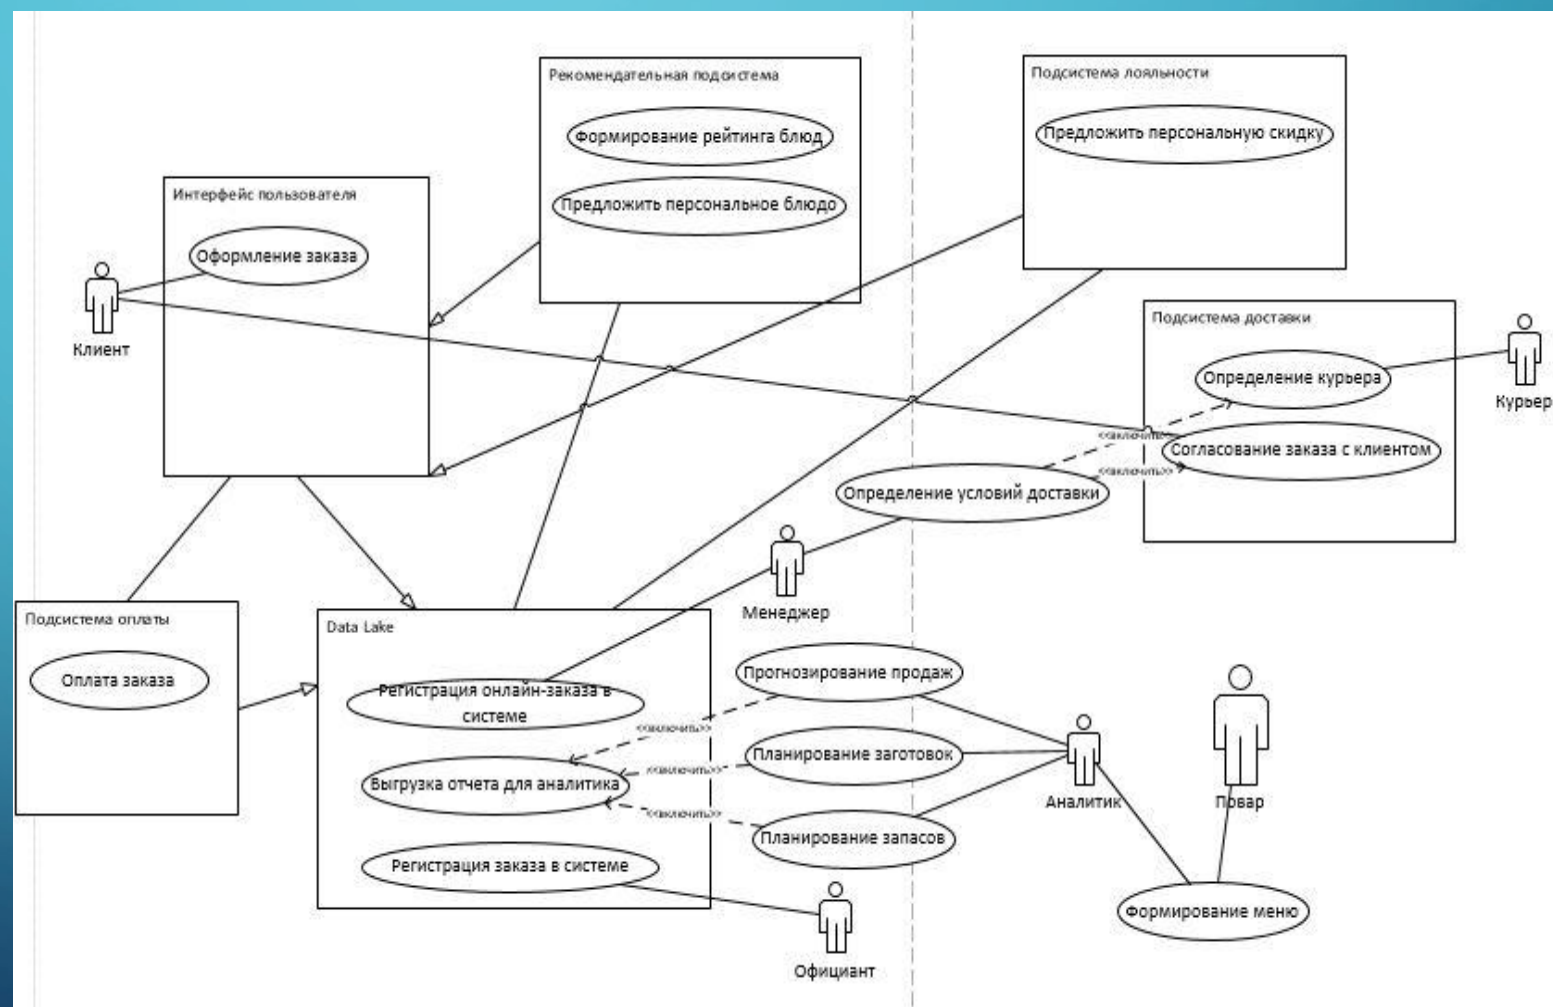 Рекомендательная подсистема
Формирование рейтинга блюд
Предложить персональное блюдо
Подсистема лояльности
Предложить персональную скидку
Интерфейс пользователя
Оформление заказа
Клиент
Подсистема доставки
Определение курьера
Курьер
<<включить>>
Согласование заказа с клиентом
<<включить>>
Определение условий доставки
Менеджер
Подсистема оплаты
Оплата заказа
Data Lake
Регистрация онлайн-заказа в
системе
Прогнозирование продаж
<<включить>>
Планирование заготовок
<<включить>>
Выгрузка отчета для аналитика
Аналитик
Повар
<<включить>>
Планирование запасов
Регистрация заказа в системе
Формирование меню
Официант